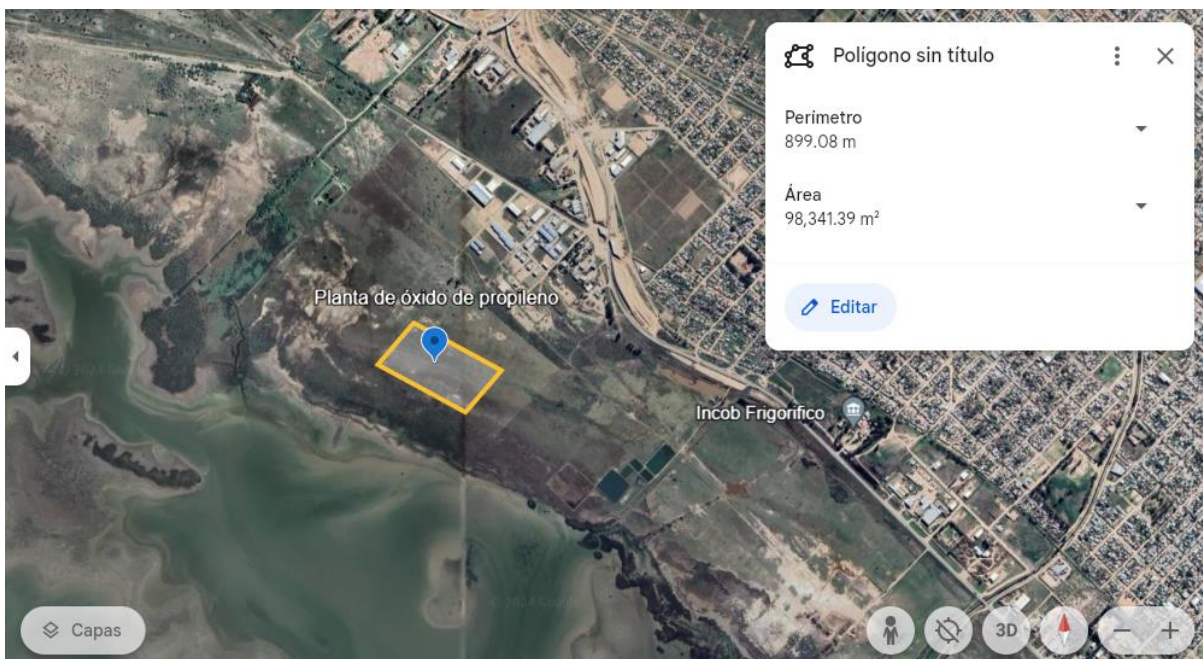 Polígono sin título
Perímetro
899.08 m
Área
98,341.39 m²
Editar
Planta de óxido de propileno
Incob Frigorifico
Capas
3D